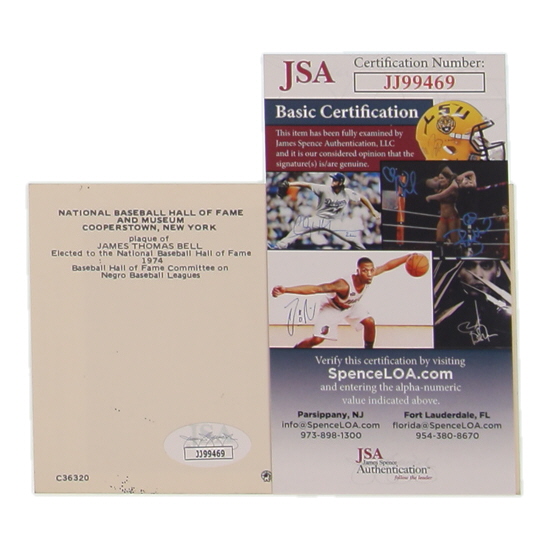 JSA
Certification Number:
JJ99469
Basic Certification
This item has been fully examined by
James Spence Authentication, LLC
and it is our considered opinion that the
signature(s) is/are genuine.
LSU
Verify this certification by visiting
SpenceLOA.com
and entering the alpha-numeric
value indicated above.
Parsippany, NJ
info@SpenceLOA.com
973-898-1300
Fort Lauderdale, FL
florida@SpenceLOA.com
954-380-8670
JSA
James Spence
Authentication
follow the leader
NATIONAL BASEBALL HALL OF FAME
AND MUSEUM
COOPERSTOWN, NEW YORK
plaque of
JAMES THOMAS BELL
Elected to the National Baseball Hall of Fame
1974
Baseball Hall of Fame Committee on
Negro Baseball Leagues
JSA
JJ99469
C36320